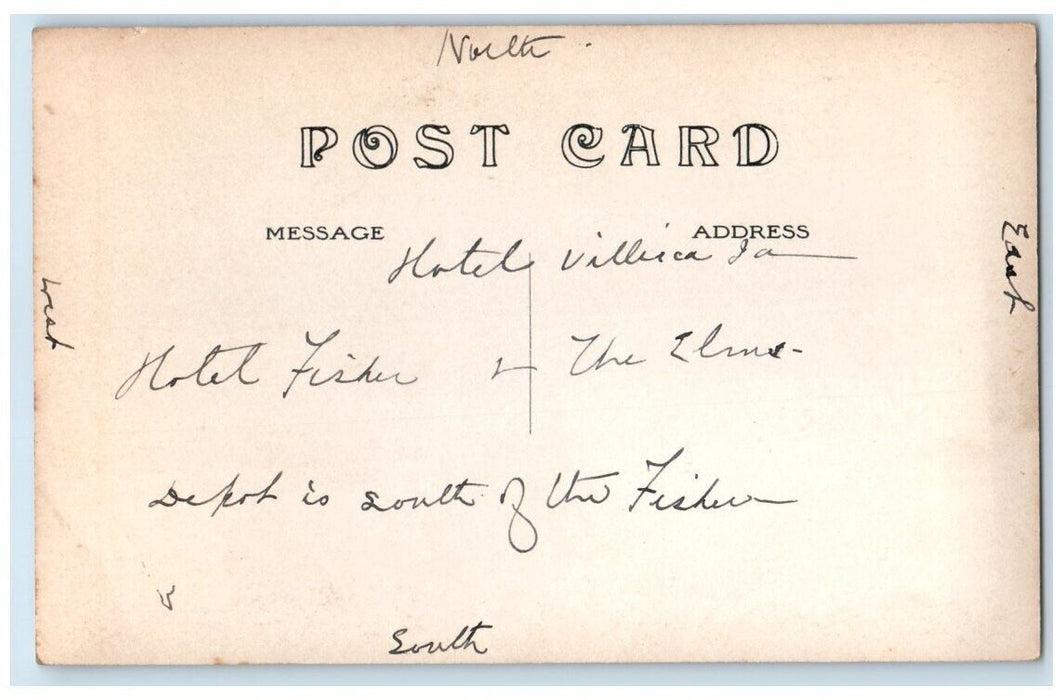 North
POST CARD
MESSAGE ADDRESS
Hotel Villisca Ia
West
East
Hotel Fisher + The Elms
Depot is south of the Fisher
South